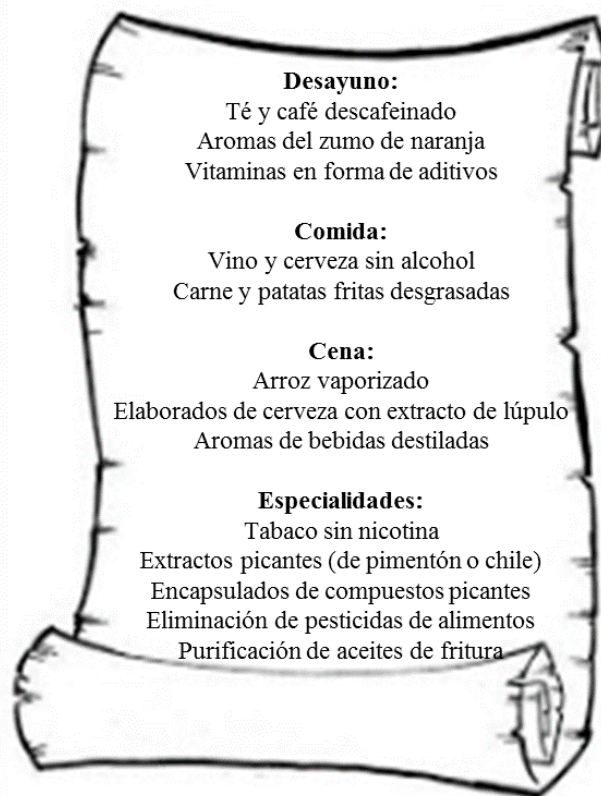 Desayuno:
Té y café descafeinado
Aromas del zumo de naranja
Vitaminas en forma de aditivos
Comida:
Vino y cerveza sin alcohol
Carne y patatas fritas desgrasadas
Cena:
Arroz vaporizado
Elaborados de cerveza con extracto de lúpulo
Aromas de bebidas destiladas
Especialidades:
Tabaco sin nicotina
Extractos picantes (de pimentón o chile)
Encapsulados de compuestos picantes
Eliminación de pesticidas de alimentos
Purificación de aceites de fritura